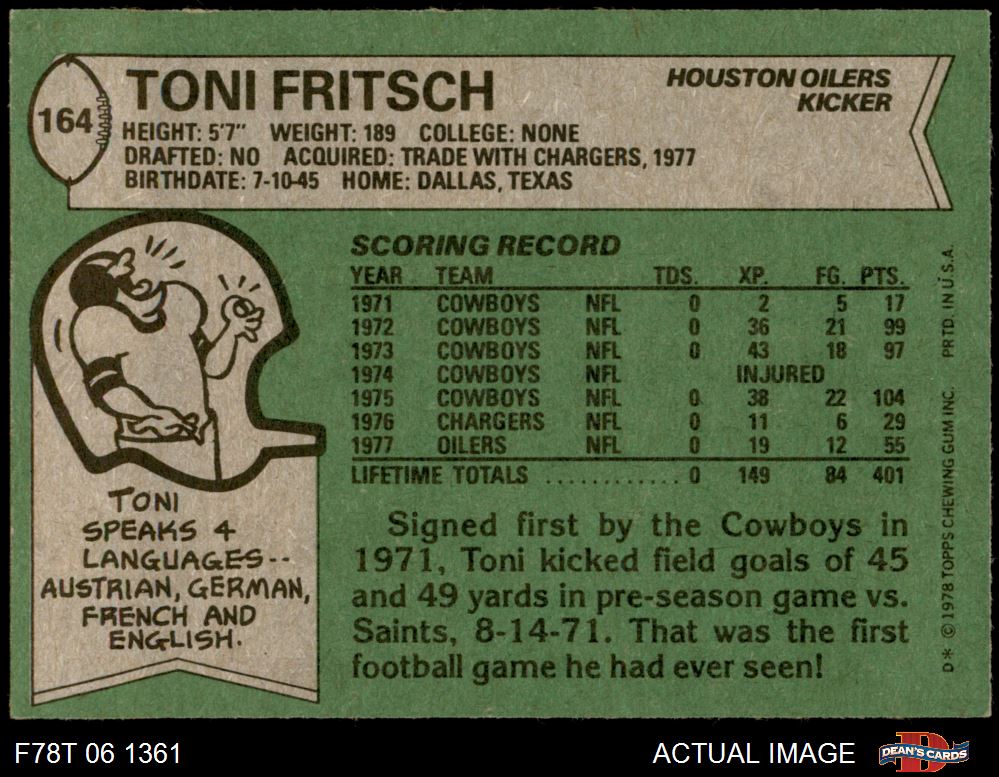 164
TONI FRITSCH
HOUSTON OILERS
KICKER
HEIGHT: 5'7" WEIGHT: 189 COLLEGE: NONE
DRAFTED: NO ACQUIRED: TRADE WITH CHARGERS, 1977
BIRTHDATE: 7-10-45 HOME: DALLAS, TEXAS
SCORING RECORD
YEAR TEAM TDS. XP. FG. PTS.
1971 COWBOYS NFL 0 2 5 17
1972 COWBOYS NFL 0 36 21 99
1973 COWBOYS NFL 0 43 18 97
1974 COWBOYS NFL INJURED
1975 COWBOYS NFL 0 38 22 104
1976 CHARGERS NFL 0 11 6 29
1977 OILERS NFL 0 19 12 55
LIFETIME TOTALS ............ 0 149 84 401
TONI
SPEAKS 4
LANGUAGES--
AUSTRIAN, GERMAN,
FRENCH AND
ENGLISH.
Signed first by the Cowboys in
1971, Toni kicked field goals of 45
and 49 yards in pre-season game vs.
Saints, 8-14-71. That was the first
football game he had ever seen!
D* © 1978 TOPPS CHEWING GUM INC. PRTD. IN U.S.A.
F78T 06 1361
ACTUAL IMAGE
DEAN'S CARDS